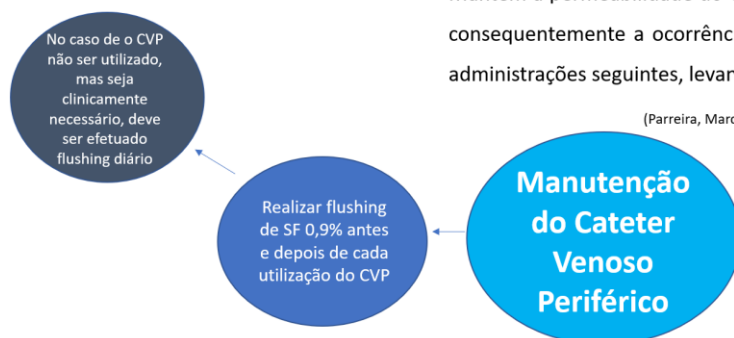 mantém a permeabilidade do
consequentemente a ocorrênc
administrações seguintes, levan
(Parreira, Marq
No caso de o CVP
não ser utilizado,
mas seja
clinicamente
necessário, deve
ser efetuado
flushing diário
Realizar flushing
de SF 0,9% antes
e depois de cada
utilização do CVP
Manutenção
do Cateter
Venoso
Periférico